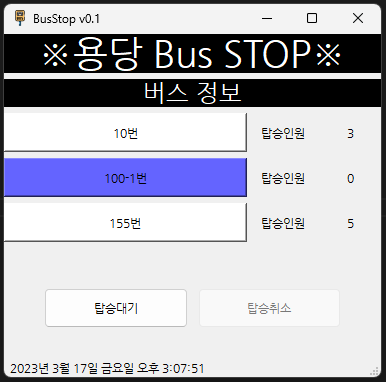 BusStop v0.1
※용당 Bus STOP※
버스 정보
10번 탑승인원 3
100-1번 탑승인원 0
155번 탑승인원 5
탑승대기 탑승취소
2023년 3월 17일 금요일 오후 3:07:51